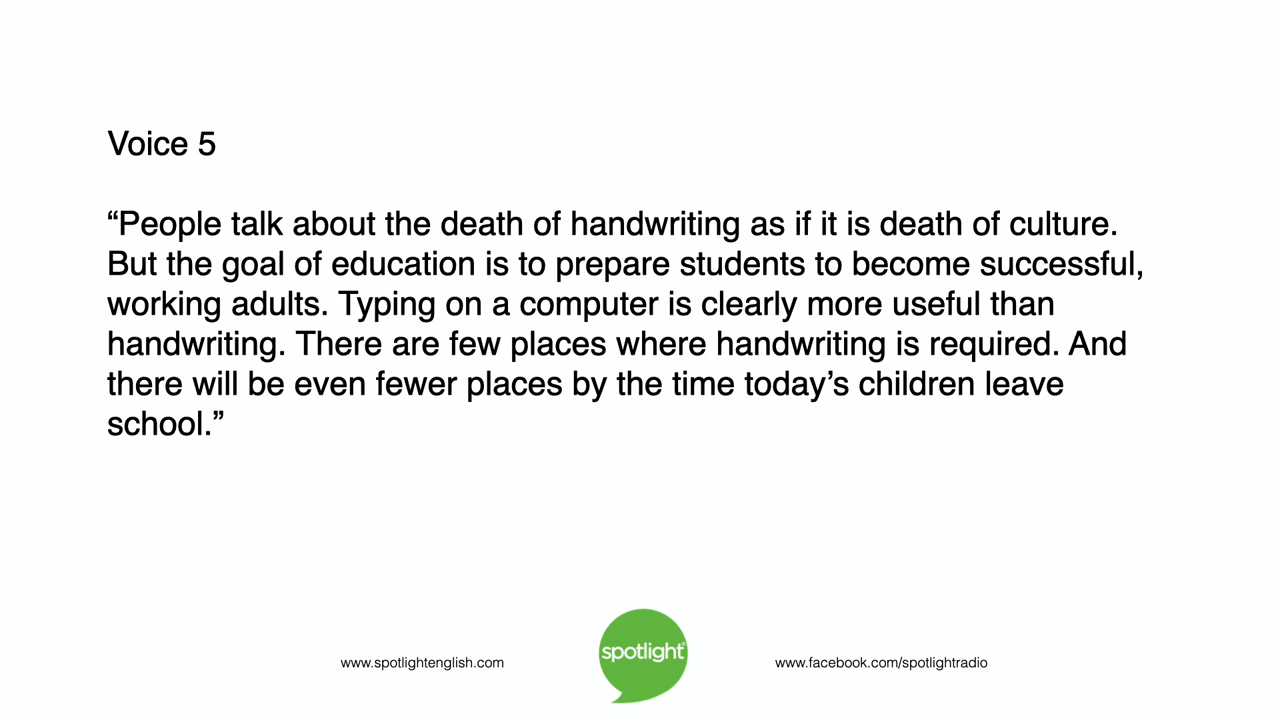 Voice 5
“People talk about the death of handwriting as if it is death of culture.
But the goal of education is to prepare students to become successful,
working adults. Typing on a computer is clearly more useful than
handwriting. There are few places where handwriting is required. And
there will be even fewer places by the time today’s children leave
school.”
www.spotlightenglish.com
spotlight®
www.facebook.com/spotlightradio